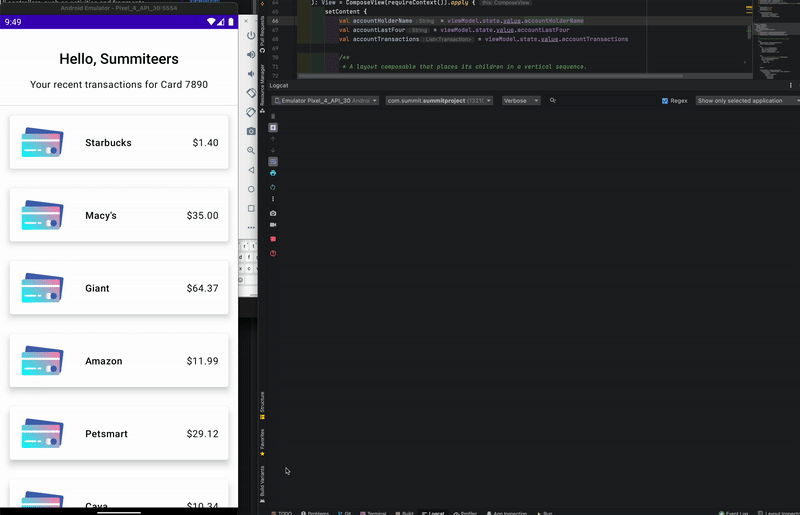 Android Emulator - Pixel_4_API_30:5554
9:49
Hello, Summiteers
Your recent transactions for Card 7890
Starbucks $1.40
Macy's $35.00
Giant $64.37
Amazon $11.99
Petsmart $29.12
Cava $10.34
): View = ComposeView(requireContext()).apply { this: ComposeView
66 setContent {
67 val accountHolderName : String = viewModel.state.value.accountHolderName
68 val accountLastFour : String = viewModel.state.value.accountLastFour
val accountTransactions : List<Transaction> = viewModel.state.value.accountTransactions
70
71 /**
* A layout composable that places its children in a vertical sequence.
Logcat
Emulator Pixel_4_API_30 Androi
com.summit.summitproject (1321)
Verbose
Regex
Show only selected application
Pull Requests
Resource Manager
Structure
Favorites
Build Variants
TODO Problems Git Terminal Build Logcat Profiler App Inspection Run Event Log Layout Inspector